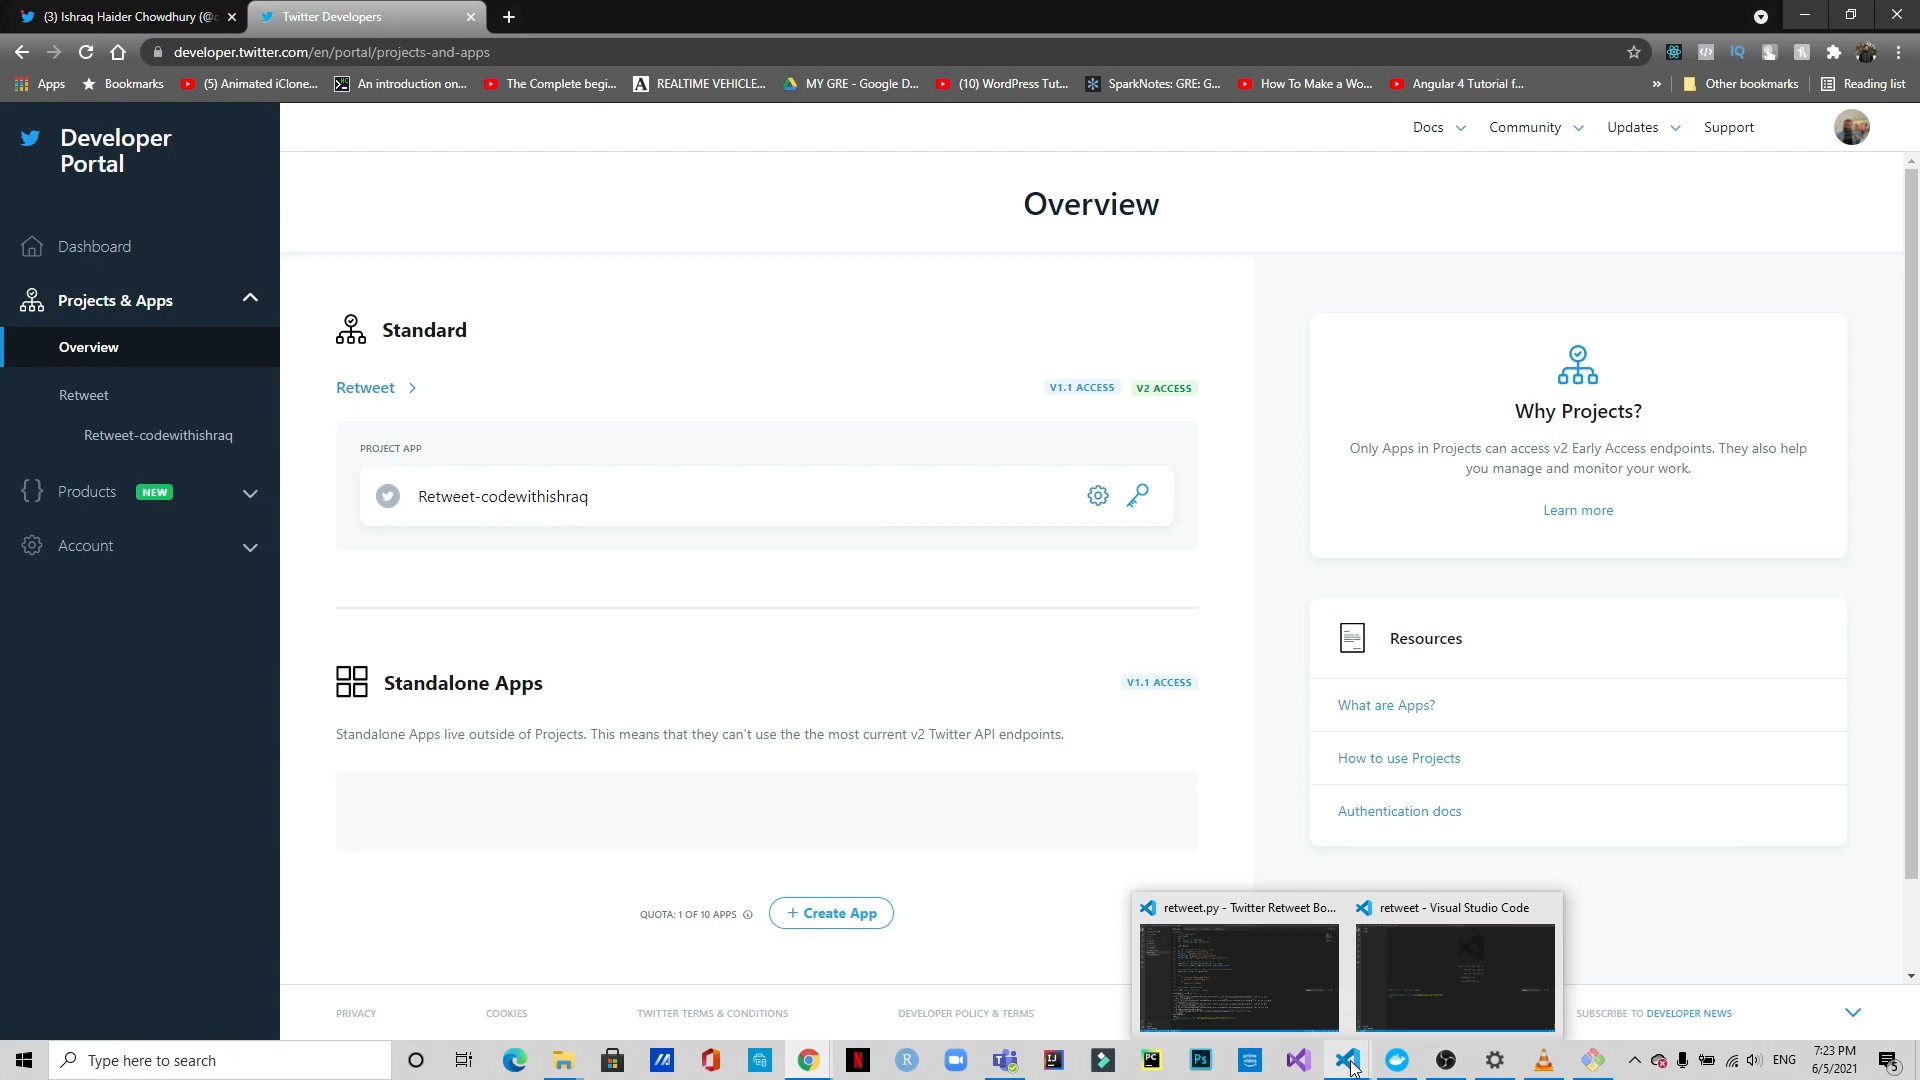 (3) Ishraq Haider Chowdhury (@c
Twitter Developers
developer.twitter.com/en/portal/projects-and-apps
Apps
Bookmarks
(5) Animated iClone...
An introduction on...
The Complete begi...
REALTIME VEHICLE...
MY GRE - Google D...
(10) WordPress Tut...
SparkNotes: GRE: G...
How To Make a Wo...
Angular 4 Tutorial f...
»
Other bookmarks
Reading list
Developer
Portal
Docs
Community
Updates
Support
Overview
Dashboard
Projects & Apps
Overview
Retweet
Retweet-codewithishraq
Products
NEW
Account
Standard
Retweet
V1.1 ACCESS
V2 ACCESS
PROJECT APP
Retweet-codewithishraq
Why Projects?
Only Apps in Projects can access v2 Early Access endpoints. They also help
you manage and monitor your work.
Learn more
Resources
What are Apps?
How to use Projects
Authentication docs
Standalone Apps
V1.1 ACCESS
Standalone Apps live outside of Projects. This means that they can't use the the most current v2 Twitter API endpoints.
QUOTA: 1 OF 10 APPS
+ Create App
retweet.py - Twitter Retweet Bo...
retweet - Visual Studio Code
PRIVACY
COOKIES
TWITTER TERMS & CONDITIONS
DEVELOPER POLICY & TERMS
SUBSCRIBE TO DEVELOPER NEWS
Type here to search
ENG
7:23 PM
6/5/2021
5